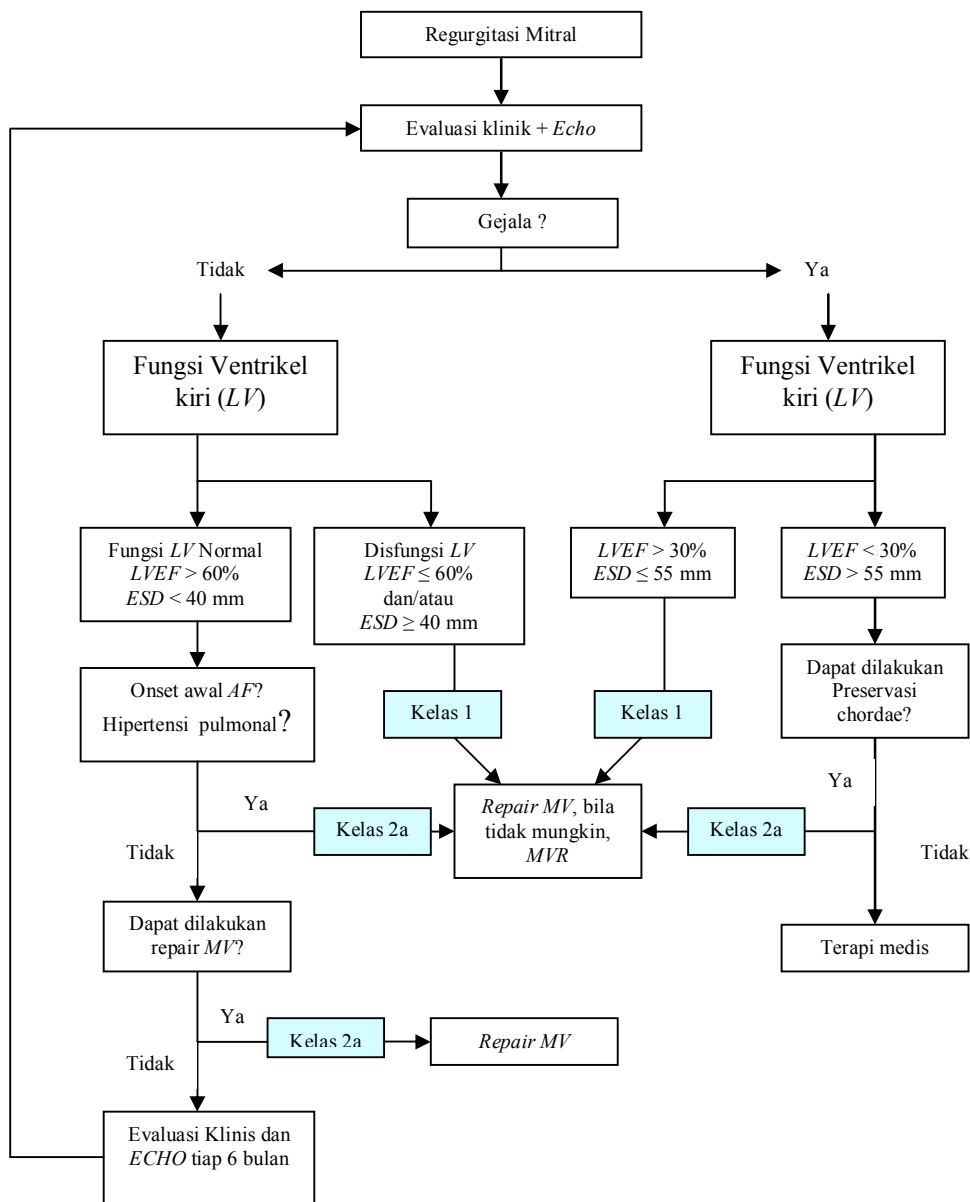 Regurgitasi Mitral
Evaluasi klinik + Echo
Gejala ?
Tidak
Ya
Fungsi Ventrikel
kiri (LV)
Fungsi Ventrikel
kiri (LV)
Fungsi LV Normal
LVEF > 60%
ESD < 40 mm
Disfungsi LV
LVEF ≤ 60%
dan/atau
ESD ≥ 40 mm
LVEF > 30%
ESD ≤ 55 mm
LVEF < 30%
ESD > 55 mm
Onset awal AF?
Hipertensi pulmonal?
Kelas 1
Kelas 1
Dapat dilakukan
Preservasi
chordae?
Ya
Kelas 2a
Repair MV, bila
tidak mungkin,
MVR
Kelas 2a
Ya
Tidak
Tidak
Dapat dilakukan
repair MV?
Terapi medis
Ya
Kelas 2a
Repair MV
Tidak
Evaluasi Klinis dan
ECHO tiap 6 bulan